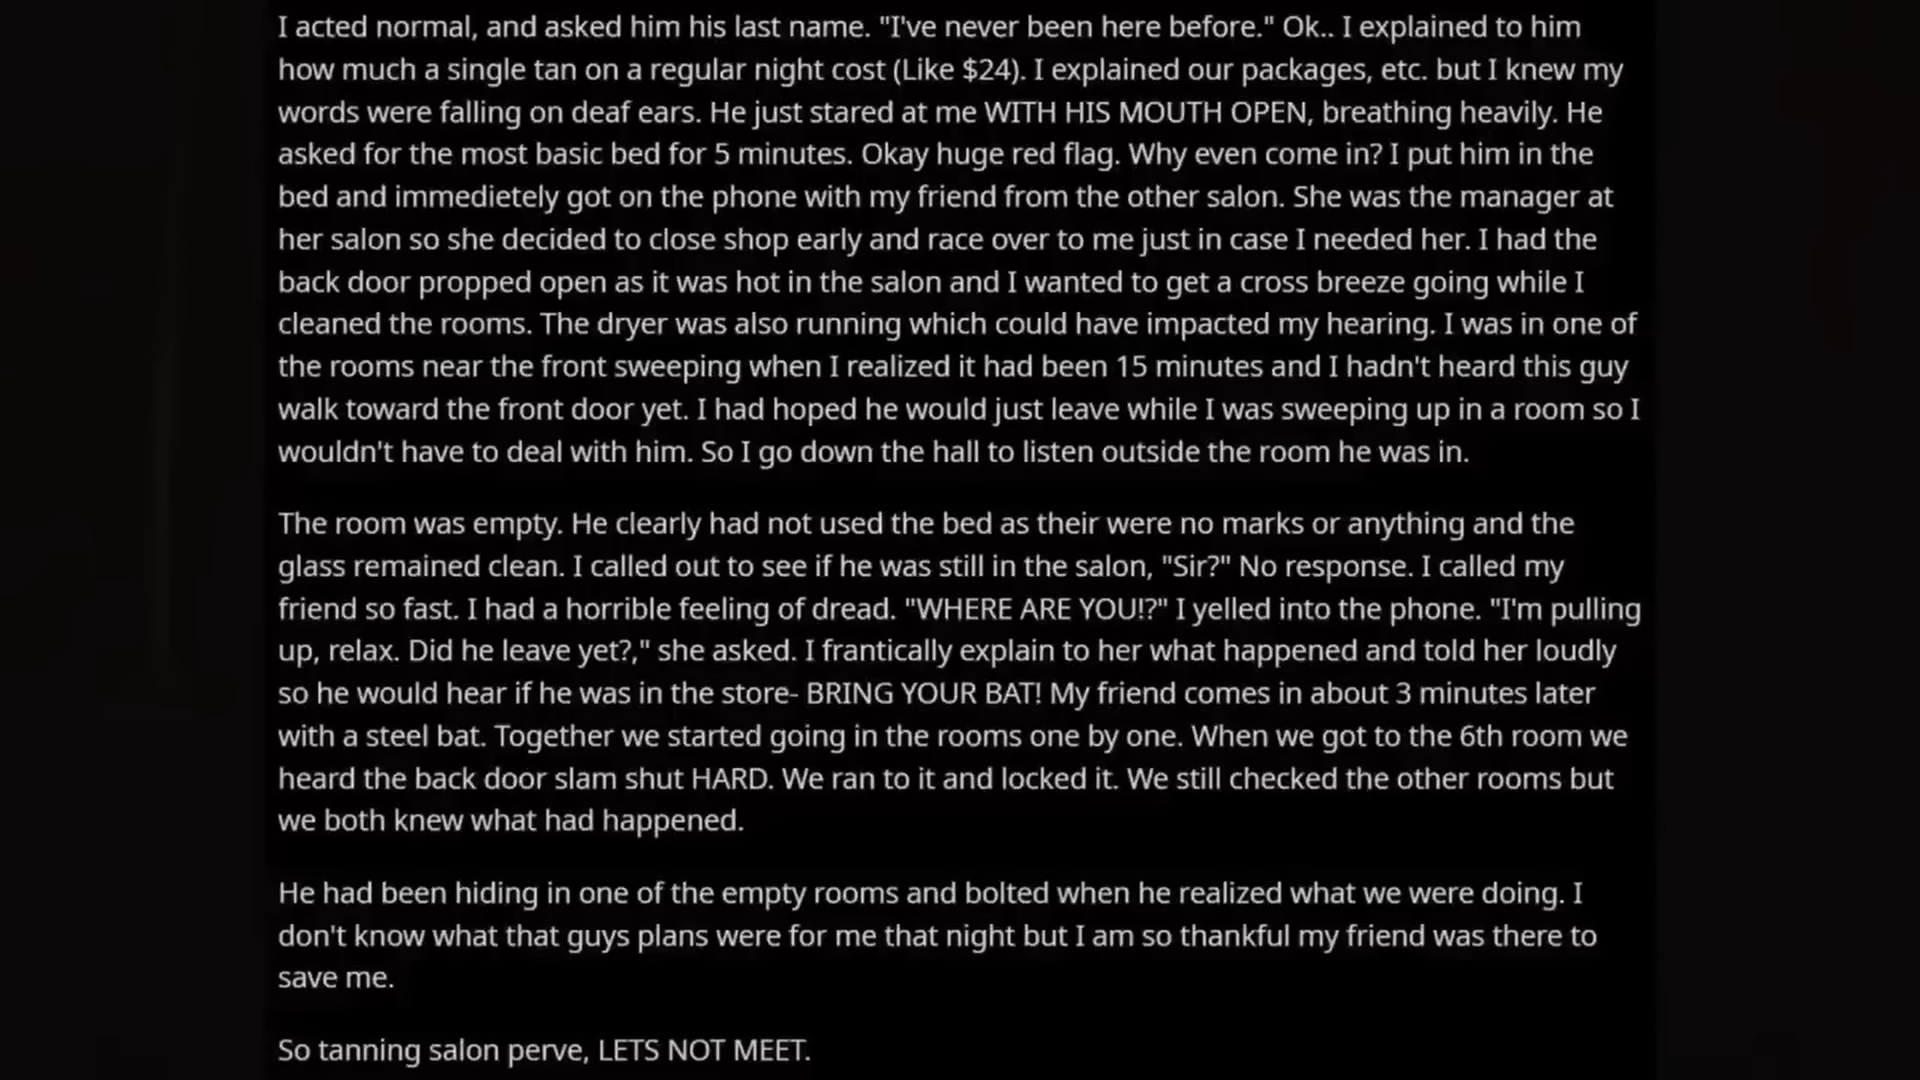 I acted normal, and asked him his last name. "I've never been here before." Ok.. I explained to him
how much a single tan on a regular night cost (Like $24). I explained our packages, etc. but I knew my
words were falling on deaf ears. He just stared at me WITH HIS MOUTH OPEN, breathing heavily. He
asked for the most basic bed for 5 minutes. Okay huge red flag. Why even come in? I put him in the
bed and immedietely got on the phone with my friend from the other salon. She was the manager at
her salon so she decided to close shop early and race over to me just in case I needed her. I had the
back door propped open as it was hot in the salon and I wanted to get a cross breeze going while I
cleaned the rooms. The dryer was also running which could have impacted my hearing. I was in one of
the rooms near the front sweeping when I realized it had been 15 minutes and I hadn't heard this guy
walk toward the front door yet. I had hoped he would just leave while I was sweeping up in a room so I
wouldn't have to deal with him. So I go down the hall to listen outside the room he was in.
The room was empty. He clearly had not used the bed as their were no marks or anything and the
glass remained clean. I called out to see if he was still in the salon, "Sir?" No response. I called my
friend so fast. I had a horrible feeling of dread. "WHERE ARE YOU!?" I yelled into the phone. "I'm pulling
up, relax. Did he leave yet?," she asked. I frantically explain to her what happened and told her loudly
so he would hear if he was in the store- BRING YOUR BAT! My friend comes in about 3 minutes later
with a steel bat. Together we started going in the rooms one by one. When we got to the 6th room we
heard the back door slam shut HARD. We ran to it and locked it. We still checked the other rooms but
we both knew what had happened.
He had been hiding in one of the empty rooms and bolted when he realized what we were doing. I
don't know what that guys plans were for me that night but I am so thankful my friend was there to
save me.
So tanning salon perve, LETS NOT MEET.